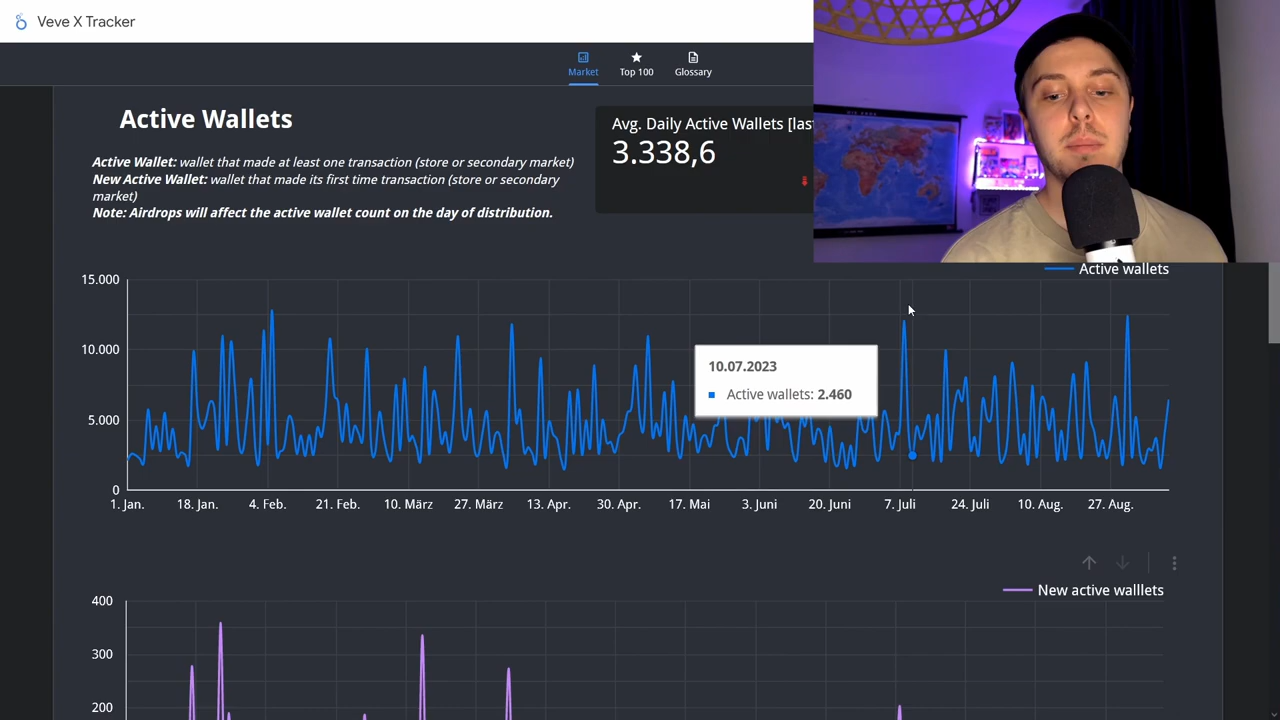 Veve X Tracker
Market
Top 100
Glossary
Active Wallets
Active Wallet: wallet that made at least one transaction (store or secondary market)
New Active Wallet: wallet that made its first time transaction (store or secondary
market)
Note: Airdrops will affect the active wallet count on the day of distribution.
Avg. Daily Active Wallets [las
3.338,6
Active wallets
15.000
10.000
5.000
0
10.07.2023
Active wallets: 2.460
1. Jan.
18. Jan.
4. Feb.
21. Feb.
10. März
27. März
13. Apr.
30. Apr.
17. Mai
3. Juni
20. Juni
7. Juli
24. Juli
10. Aug.
27. Aug.
New active walllets
400
300
200